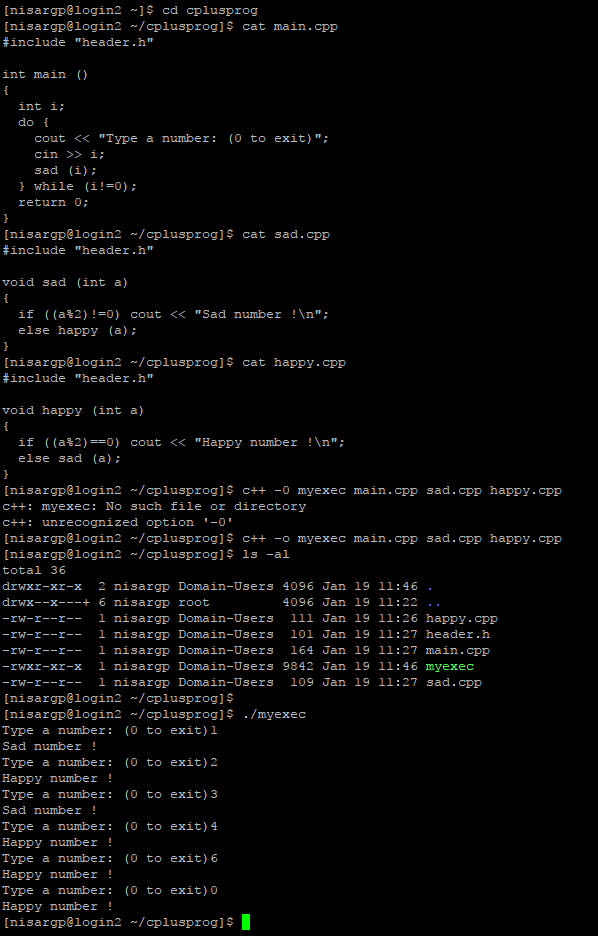 [nisargp@login2 ~]$ cd cplusprog
[nisargp@login2 ~/cplusprog]$ cat main.cpp
#include "header.h"

int main ()
{
  int i;
  do {
    cout << "Type a number: (0 to exit)";
    cin >> i;
    sad (i);
  } while (i!=0);
  return 0;
}
[nisargp@login2 ~/cplusprog]$ cat sad.cpp
#include "header.h"

void sad (int a)
{
  if ((a%2)!=0) cout << "Sad number !\n";
  else happy (a);
}
[nisargp@login2 ~/cplusprog]$ cat happy.cpp
#include "header.h"

void happy (int a)
{
  if ((a%2)==0) cout << "Happy number !\n";
  else sad (a);
}
[nisargp@login2 ~/cplusprog]$ c++ -0 myexec main.cpp sad.cpp happy.cpp
c++: myexec: No such file or directory
c++: unrecognized option '-0'
[nisargp@login2 ~/cplusprog]$ c++ -o myexec main.cpp sad.cpp happy.cpp
[nisargp@login2 ~/cplusprog]$ ls -al
total 36
drwxr-xr-x  2 nisargp Domain-Users 4096 Jan 19 11:46 .
drwx--x---+ 6 nisargp root         4096 Jan 19 11:22 ..
-rw-r--r--  1 nisargp Domain-Users  111 Jan 19 11:26 happy.cpp
-rw-r--r--  1 nisargp Domain-Users  101 Jan 19 11:27 header.h
-rw-r--r--  1 nisargp Domain-Users  164 Jan 19 11:27 main.cpp
-rwxr-xr-x  1 nisargp Domain-Users 9842 Jan 19 11:46 myexec
-rw-r--r--  1 nisargp Domain-Users  109 Jan 19 11:27 sad.cpp
[nisargp@login2 ~/cplusprog]$
[nisargp@login2 ~/cplusprog]$ ./myexec
Type a number: (0 to exit)1
Sad number !
Type a number: (0 to exit)2
Happy number !
Type a number: (0 to exit)3
Sad number !
Type a number: (0 to exit)4
Happy number !
Type a number: (0 to exit)6
Happy number !
Type a number: (0 to exit)0
Happy number !
[nisargp@login2 ~/cplusprog]$